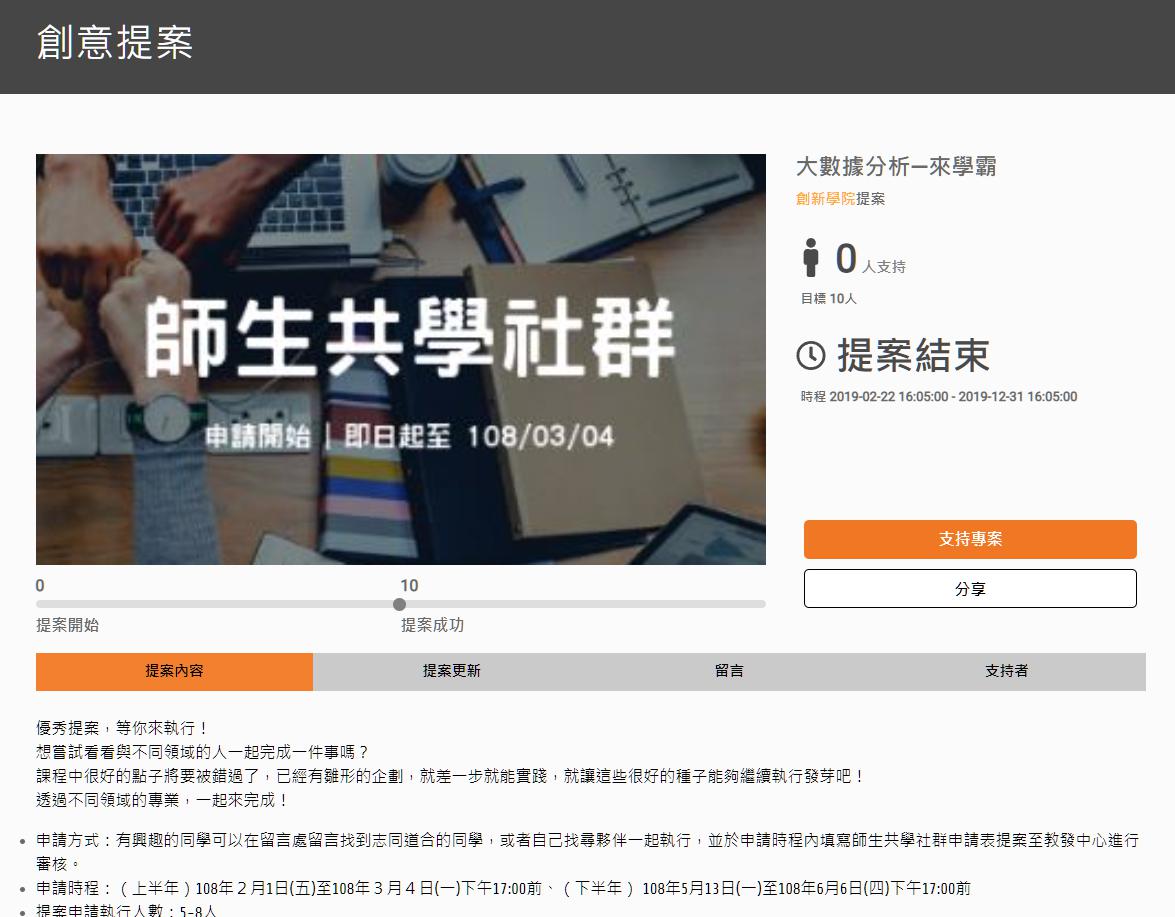 創意提案
師生共學社群
申請開始｜即日起至 108/03/04
大數據分析—來學霸
創新學院提案
0 人支持
目標 10人
提案結束
時程 2019-02-22 16:05:00 - 2019-12-31 16:05:00
支持專案
分享
0 10
提案開始 提案成功
提案內容 提案更新 留言 支持者
優秀提案，等你來執行！
想嘗試看看與不同領域的人一起完成一件事嗎？
課程中很好的點子將要被錯過了，已經有雛形的企劃，就差一步就能實踐，就讓這些很好的種子能夠繼續執行發芽吧！
透過不同領域的專業，一起來完成！
申請方式：有興趣的同學可以在留言處留言找到志同道合的同學，或者自己找尋夥伴一起執行，並於申請時程內填寫師生共學社群申請表提案至教發中心進行
審核。
申請時程：（上半年）108年２月1日(五)至108年３月４日(一)下午17:00前、（下半年） 108年5月13日(一)至108年6月6日(四)下午17:00前
提案申請執行人數：5-8人